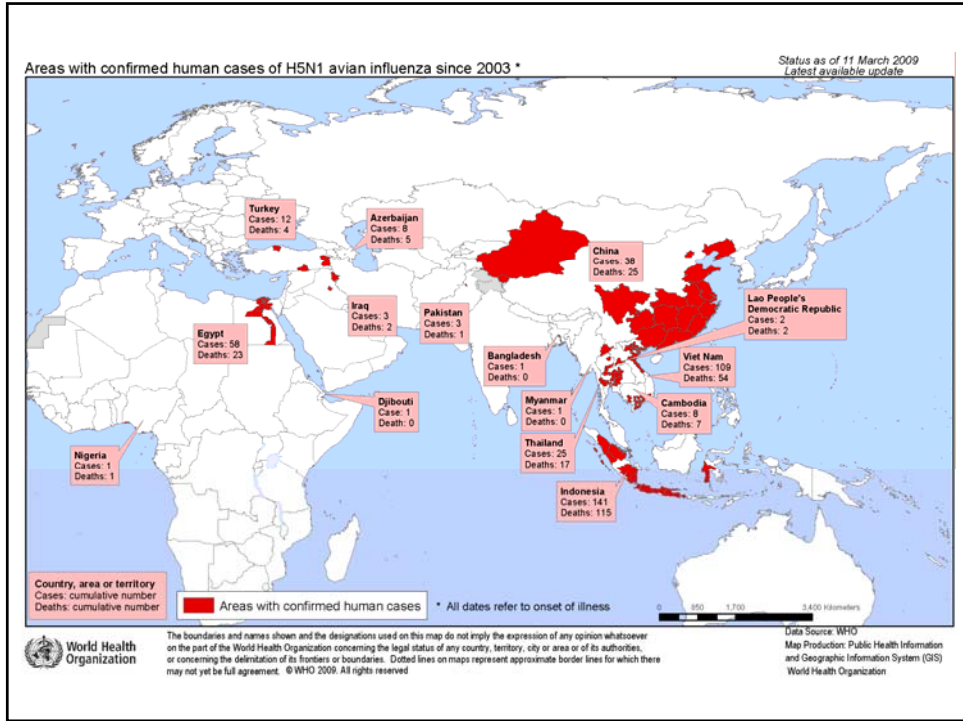 Areas with confirmed human cases of H5N1 avian influenza since 2003 *
Status as of 11 March 2009
Latest available update
Turkey
Cases: 12
Deaths: 4
Azerbaijan
Cases: 8
Deaths: 5
China
Cases: 38
Deaths: 25
Iraq
Cases: 3
Deaths: 2
Pakistan
Cases: 3
Deaths: 1
Lao People's
Democratic Republic
Cases: 2
Deaths: 2
Egypt
Cases: 58
Deaths: 23
Bangladesh
Cases: 1
Deaths: 0
Viet Nam
Cases: 109
Deaths: 54
Djibouti
Case: 1
Death: 0
Myanmar
Cases: 1
Deaths: 0
Cambodia
Cases: 8
Deaths: 7
Nigeria
Cases: 1
Deaths: 1
Thailand
Cases: 25
Deaths: 17
Indonesia
Cases: 141
Deaths: 115
Country, area or territory
Cases: cumulative number
Deaths: cumulative number
Areas with confirmed human cases
* All dates refer to onset of illness
0 850 1,700 3,400 Kilometers
World Health
Organization
The boundaries and names shown and the designations used on this map do not imply the expression of any opinion whatsoever
on the part of the World Health Organization concerning the legal status of any country, territory, city or area or of its authorities,
or concerning the delimitation of its frontiers or boundaries. Dotted lines on maps represent approximate border lines for which there
may not yet be full agreement. © WHO 2009. All rights reserved
Data Source: WHO
Map Production: Public Health Information
and Geographic Information System (GIS)
World Health Organization